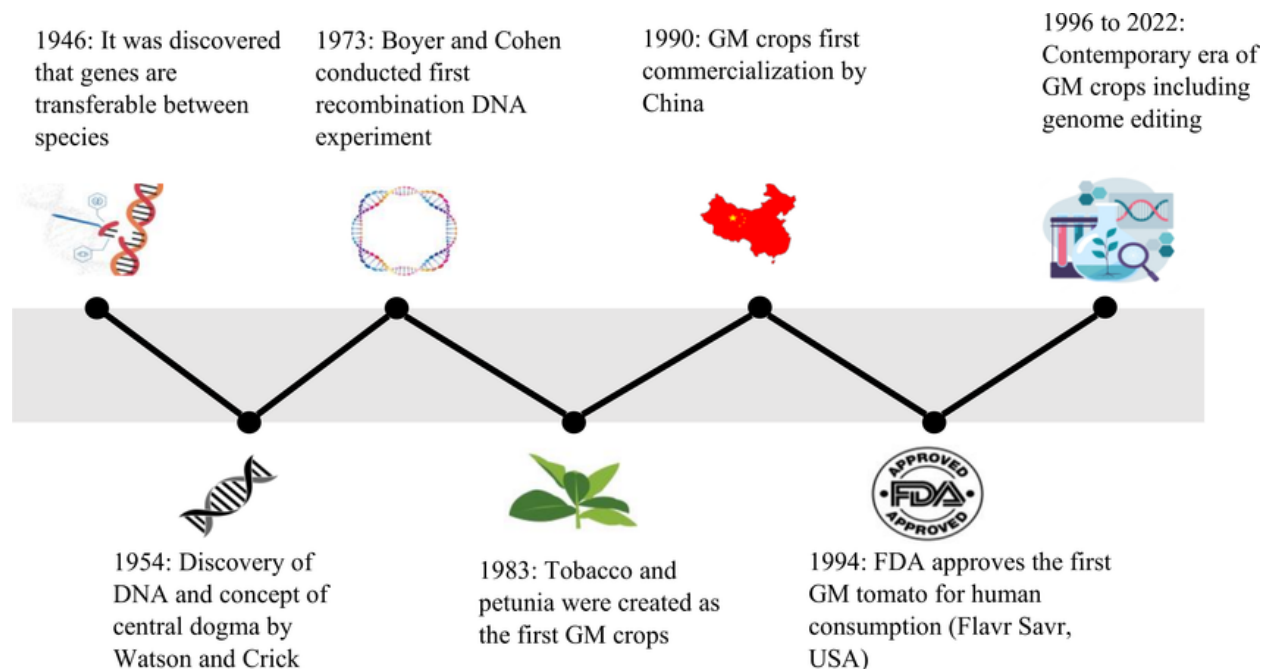 1946: It was discovered
that genes are
transferable between
species
1954: Discovery of
DNA and concept of
central dogma by
Watson and Crick
1973: Boyer and Cohen
conducted first
recombination DNA
experiment
1983: Tobacco and
petunia were created as
the first GM crops
1990: GM crops first
commercialization by
China
APPROVED
FDA
APPROVED
1994: FDA approves the first
GM tomato for human
consumption (Flavr Savr,
USA)
1996 to 2022:
Contemporary era of
GM crops including
genome editing